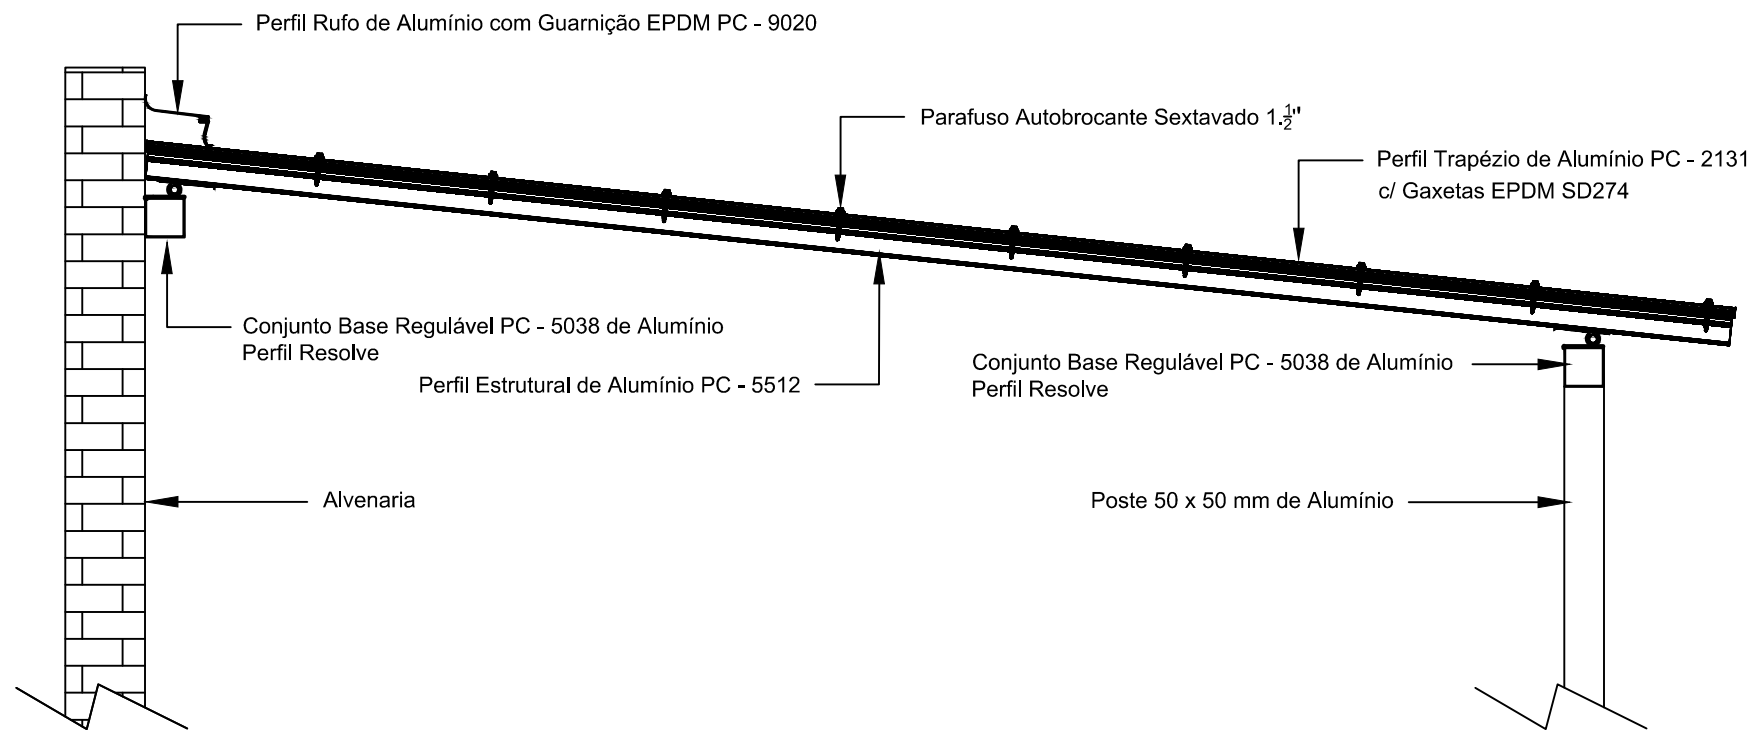 Perfil Rufo de Alumínio com Guarnição EPDM PC - 9020
Parafuso Autobrocante Sextavado 1.½"
Perfil Trapézio de Alumínio PC - 2131
c/ Gaxetas EPDM SD274
Conjunto Base Regulável PC - 5038 de Alumínio
Perfil Resolve
Perfil Estrutural de Alumínio PC - 5512
Conjunto Base Regulável PC - 5038 de Alumínio
Perfil Resolve
Alvenaria
Poste 50 x 50 mm de Alumínio